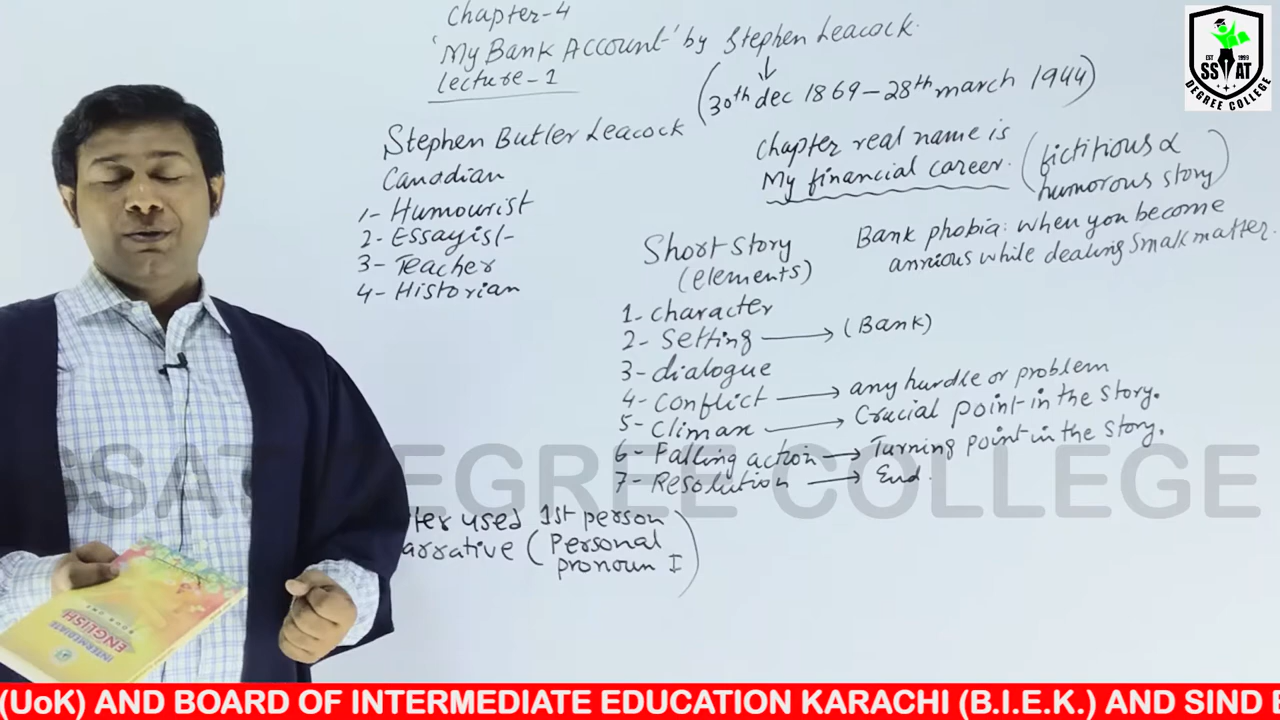 Chapter-4
'My Bank Account' by Stephen Leacock.
lecture-1
(30th dec 1869-28th march 1944)
Stephen Butler Leacock
Canadian
1- Humourist
2- Essayist
3- Teacher
4- Historian
Chapter real name is
My financial career.
(fictitious &
humorous story)
Bank phobia: when you become
anxious while dealing small matter.
Short story
(elements)
1- character
2- Setting → (Bank)
3- dialogue
4- Conflict → any hurdle or problem
5- Climax → Crucial point in the story.
6- Falling action → Turning point in the story.
7- Resolution → End.
ter used 1st person
arrative (Personal
pronoun I)
EST 1999
SSAT
DEGREE COLLEGE
SSAT DEGREE COLLEGE
INTERMEDIATE
ENGLISH
BOOK ONE
(UoK) AND BOARD OF INTERMEDIATE EDUCATION KARACHI (B.I.E.K.) AND SIND